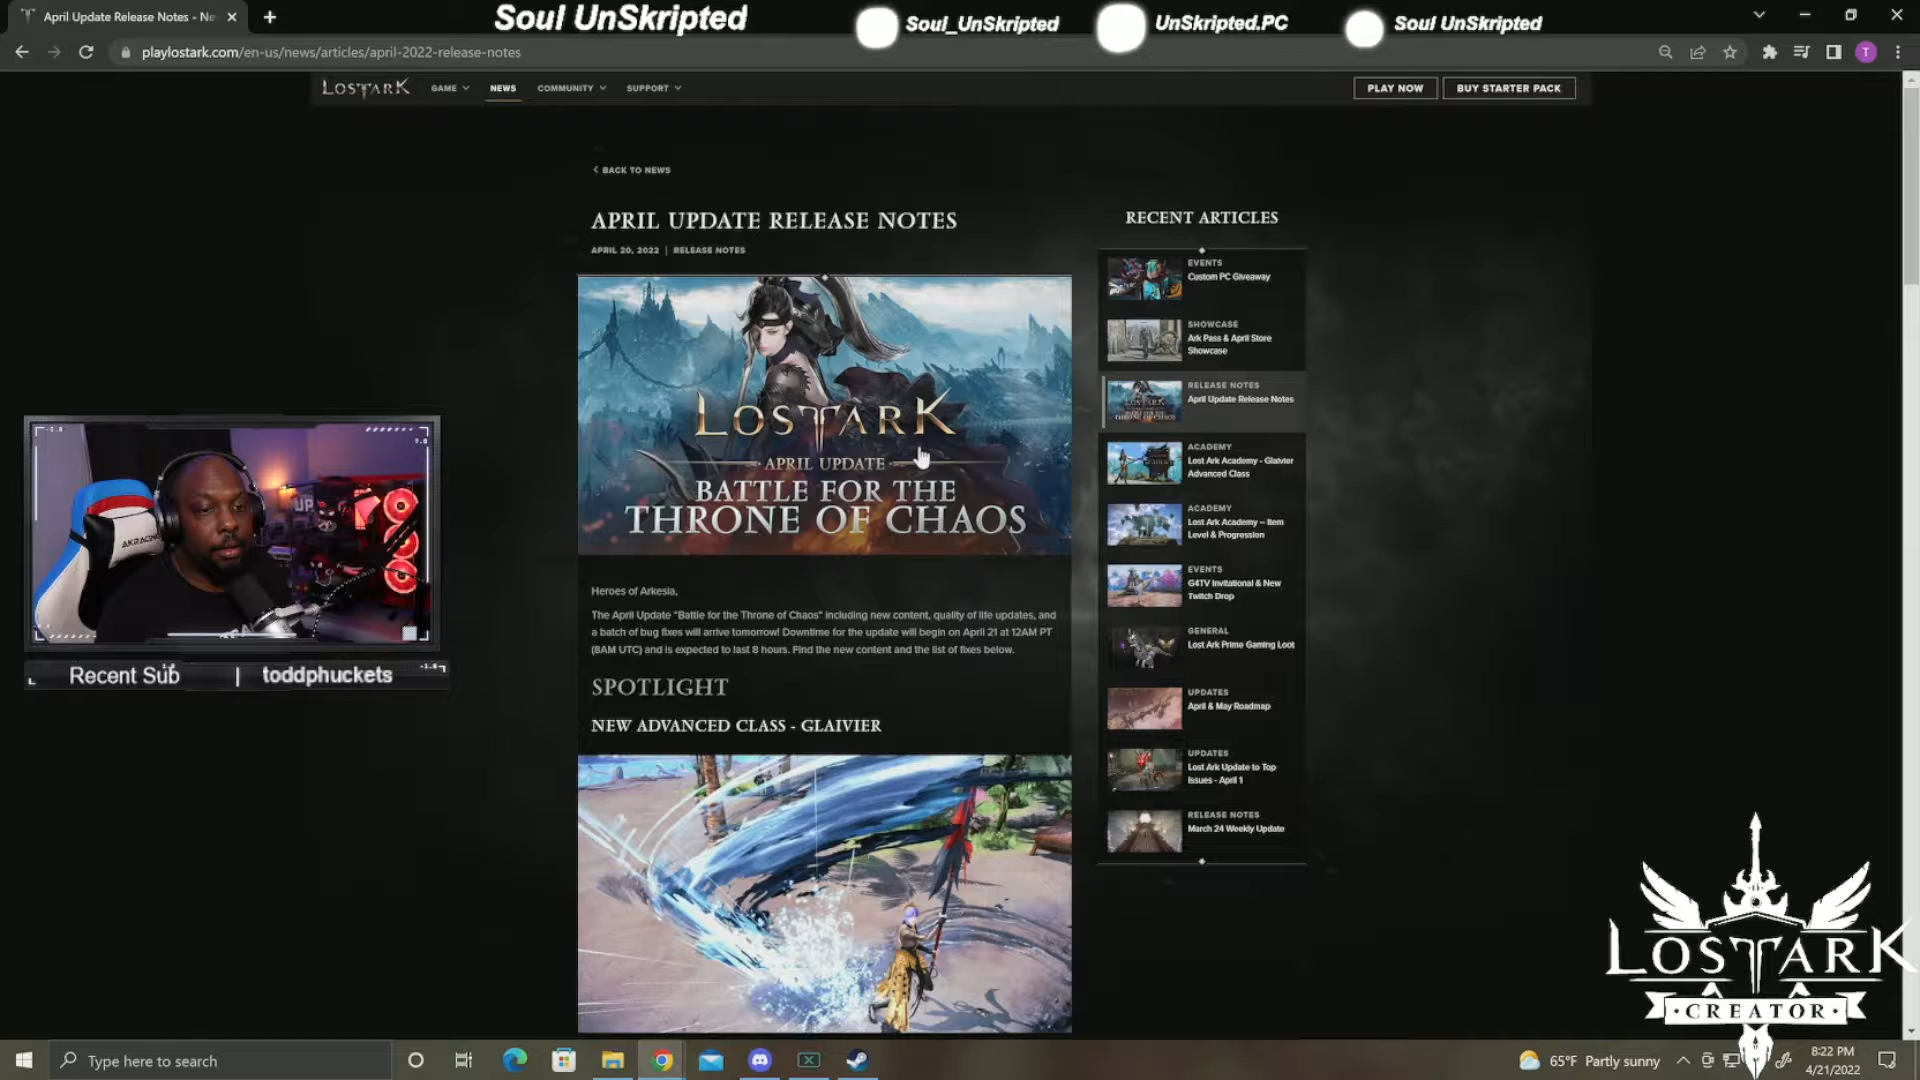 April Update Release Notes - Ne
Soul UnSkripted
Soul_UnSkripted
UnSkripted.PC
Soul UnSkripted
playlostark.com/en-us/news/articles/april-2022-release-notes
T
LOST ARK
GAME
NEWS
COMMUNITY
SUPPORT
PLAY NOW
BUY STARTER PACK
BACK TO NEWS
APRIL UPDATE RELEASE NOTES
APRIL 20, 2022 | RELEASE NOTES
LOST ARK
APRIL UPDATE
BATTLE FOR THE
THRONE OF CHAOS
Heroes of Arkesia,
The April Update "Battle for the Throne of Chaos" including new content, quality of life updates, and
a batch of bug fixes will arrive tomorrow! Downtime for the update will begin on April 21 at 12AM PT
(8AM UTC) and is expected to last 8 hours. Find the new content and the list of fixes below.
SPOTLIGHT
NEW ADVANCED CLASS - GLAIVIER
RECENT ARTICLES
EVENTS
Custom PC Giveaway
SHOWCASE
Ark Pass & April Store
Showcase
RELEASE NOTES
April Update Release Notes
ACADEMY
Lost Ark Academy - Glaivier
Advanced Class
ACADEMY
Lost Ark Academy – Item
Level & Progression
EVENTS
G4TV Invitational & New
Twitch Drop
GENERAL
Lost Ark Prime Gaming Loot
UPDATES
April & May Roadmap
UPDATES
Lost Ark Update to Top
Issues - April 1
RELEASE NOTES
March 24 Weekly Update
AKRACING
Recent Sub | toddphuckets
LOST ARK
CREATOR
Type here to search
65°F Partly sunny
8:22 PM
4/21/2022